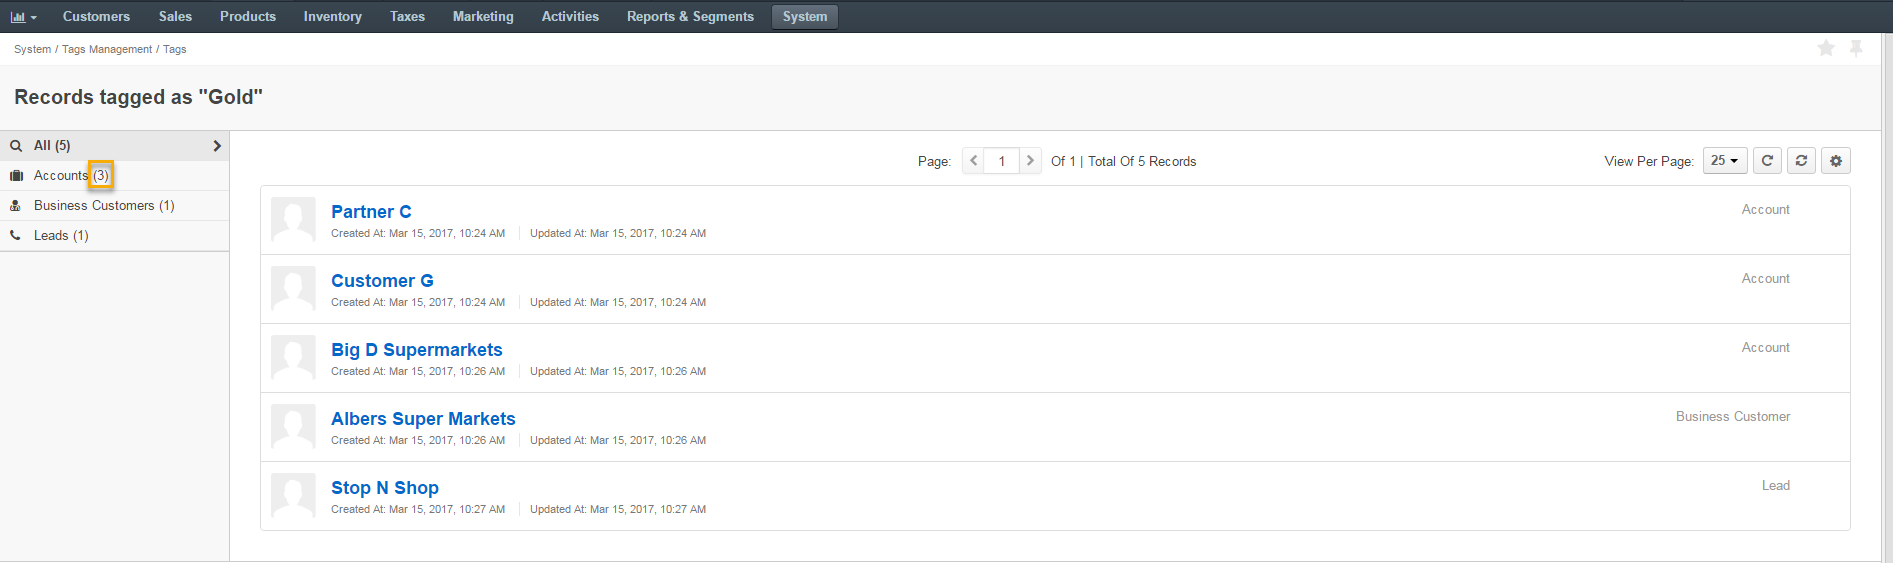 Customers Sales Products Inventory Taxes Marketing Activities Reports & Segments System
System / Tags Management / Tags
Records tagged as "Gold"
All (5)
Accounts (3)
Business Customers (1)
Leads (1)
Page: 1 Of 1 | Total Of 5 Records View Per Page: 25
Partner C Account
Created At: Mar 15, 2017, 10:24 AM Updated At: Mar 15, 2017, 10:24 AM
Customer G Account
Created At: Mar 15, 2017, 10:24 AM Updated At: Mar 15, 2017, 10:24 AM
Big D Supermarkets Account
Created At: Mar 15, 2017, 10:26 AM Updated At: Mar 15, 2017, 10:26 AM
Albers Super Markets Business Customer
Created At: Mar 15, 2017, 10:26 AM Updated At: Mar 15, 2017, 10:26 AM
Stop N Shop Lead
Created At: Mar 15, 2017, 10:27 AM Updated At: Mar 15, 2017, 10:27 AM